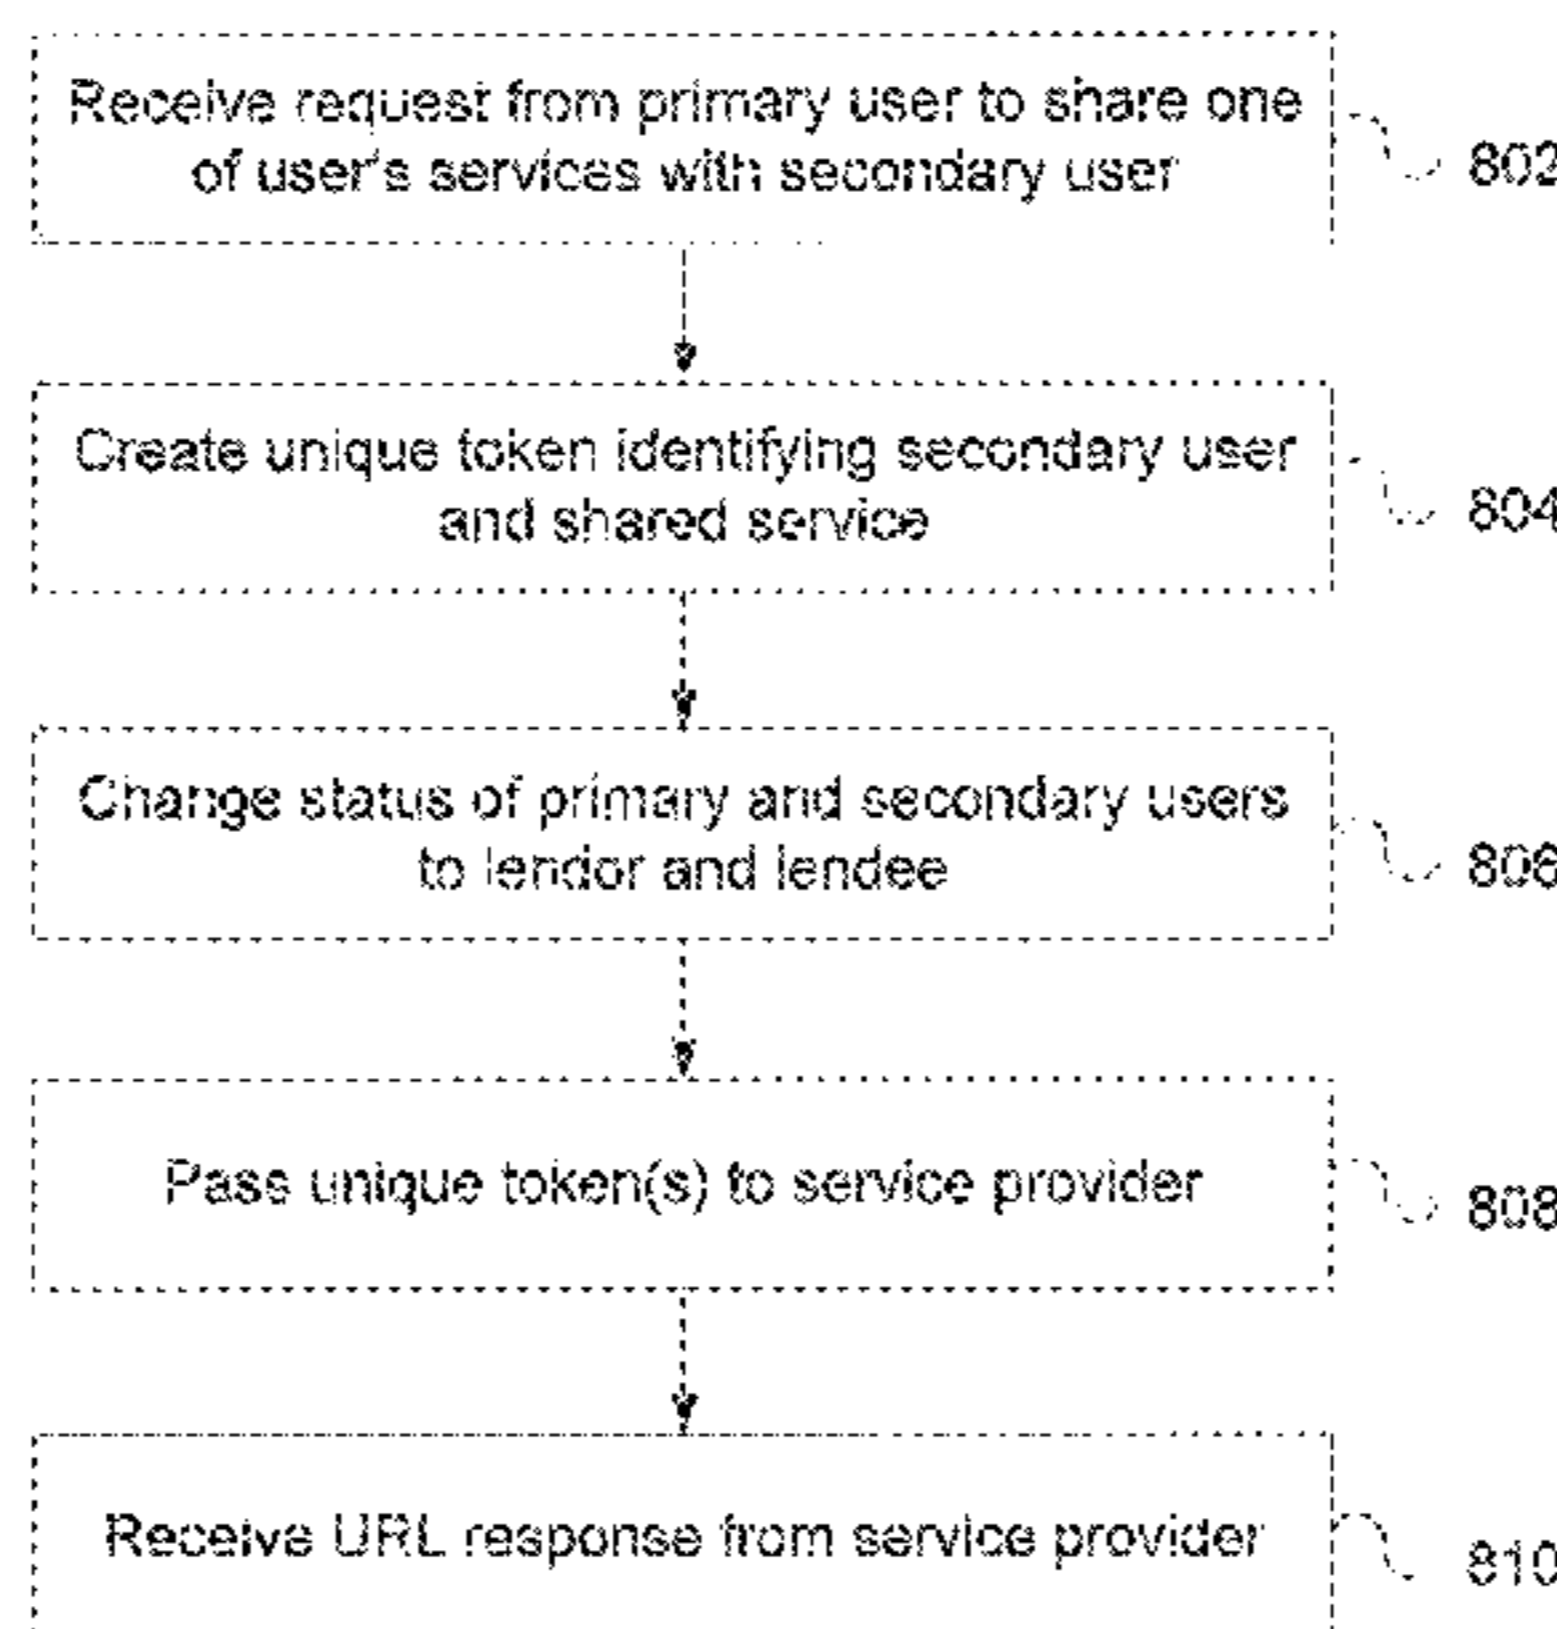 Receive request from primary user to share one
of user's services with secondary user
802
Create unique token identifying secondary user
and shared service
804
Change status of primary and secondary users
to lendor and lendee
806
Pass unique token(s) to service provider
808
Receive URL response from service provider
810